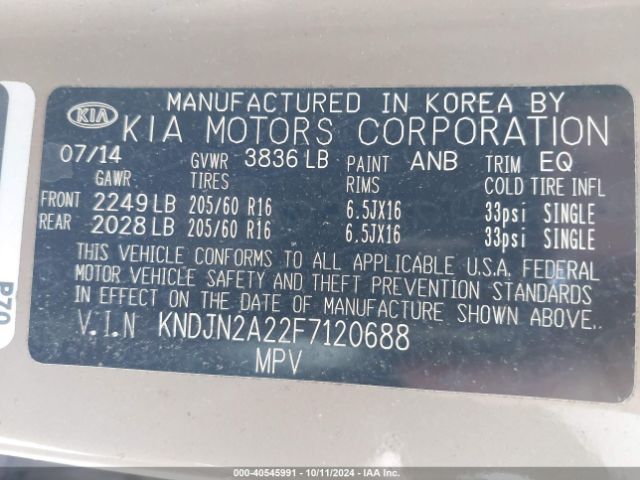 KIA
MANUFACTURED IN KOREA BY
KIA MOTORS CORPORATION
07/14 GVWR 3836 LB PAINT ANB TRIM EQ
GAWR TIRES RIMS COLD TIRE INFL
FRONT 2249 LB 205/60 R16 6.5JX16 33psi SINGLE
REAR 2028 LB 205/60 R16 6.5JX16 33psi SINGLE
THIS VEHICLE CONFORMS TO ALL APPLICABLE U.S.A. FEDERAL
MOTOR VEHICLE SAFETY AND THEFT PREVENTION STANDARDS
IN EFFECT ON THE DATE OF MANUFACTURE SHOWN ABOVE.
V.I.N KNDJN2A22F7120688
MPV
P70
© 10-40545991 - 10/11/2024 - IAA Inc.